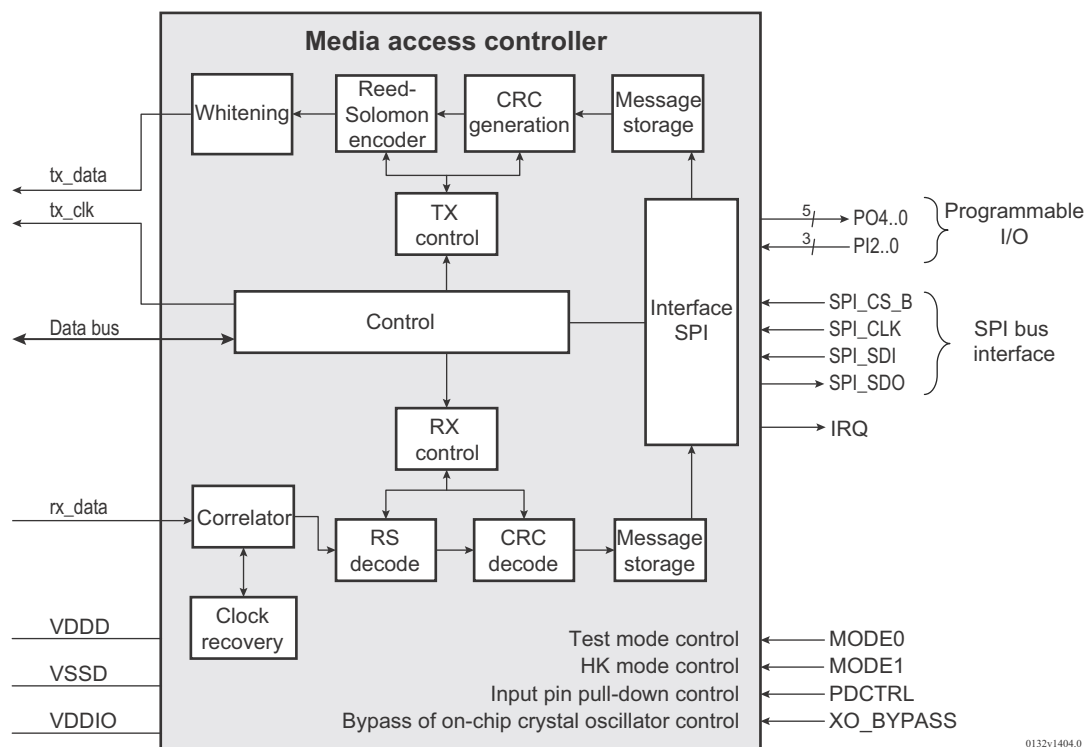 Media access controller
Whitening
Reed-
Solomon
encoder
CRC
generation
Message
storage
tx_data
tx_clk
TX
control
5
PO4..0
3
PI2..0
Programmable
I/O
Control
Data bus
Interface
SPI
SPI_CS_B
SPI_CLK
SPI_SDI
SPI_SDO
SPI bus
interface
IRQ
RX
control
rx_data
Correlator
RS
decode
CRC
decode
Message
storage
Clock
recovery
VDDD
VSSD
VDDIO
Test mode control
MODE0
HK mode control
MODE1
Input pin pull-down control
PDCTRL
Bypass of on-chip crystal oscillator control
XO_BYPASS
0132v1404.0